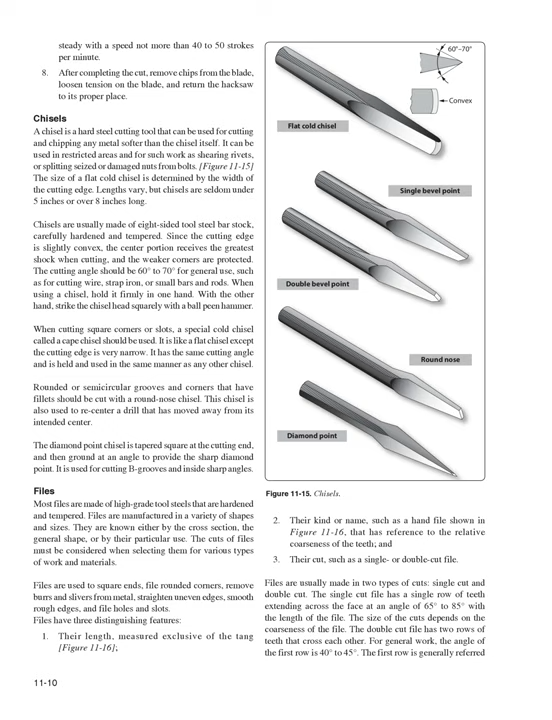 steady with a speed not more than 40 to 50 strokes
per minute.
8. After completing the cut, remove chips from the blade,
loosen tension on the blade, and return the hacksaw
to its proper place.
Chisels
A chisel is a hard steel cutting tool that can be used for cutting
and chipping any metal softer than the chisel itself. It can be
used in restricted areas and for such work as shearing rivets,
or splitting seized or damaged nuts from bolts. [Figure 11-15]
The size of a flat cold chisel is determined by the width of
the cutting edge. Lengths vary, but chisels are seldom under
5 inches or over 8 inches long.
Chisels are usually made of eight-sided tool steel bar stock,
carefully hardened and tempered. Since the cutting edge
is slightly convex, the center portion receives the greatest
shock when cutting, and the weaker corners are protected.
The cutting angle should be 60° to 70° for general use, such
as for cutting wire, strap iron, or small bars and rods. When
using a chisel, hold it firmly in one hand. With the other
hand, strike the chisel head squarely with a ball peen hammer.
When cutting square corners or slots, a special cold chisel
called a cape chisel should be used. It is like a flat chisel except
the cutting edge is very narrow. It has the same cutting angle
and is held and used in the same manner as any other chisel.
Rounded or semicircular grooves and corners that have
fillets should be cut with a round-nose chisel. This chisel is
also used to re-center a drill that has moved away from its
intended center.
The diamond point chisel is tapered square at the cutting end,
and then ground at an angle to provide the sharp diamond
point. It is used for cutting B-grooves and inside sharp angles.
Files
Most files are made of high-grade tool steels that are hardened
and tempered. Files are manufactured in a variety of shapes
and sizes. They are known either by the cross section, the
general shape, or by their particular use. The cuts of files
must be considered when selecting them for various types
of work and materials.
Files are used to square ends, file rounded corners, remove
burrs and slivers from metal, straighten uneven edges, smooth
rough edges, and file holes and slots.
Files have three distinguishing features:
1. Their length, measured exclusive of the tang
[Figure 11-16];
60°–70°
Convex
Flat cold chisel
Single bevel point
Double bevel point
Round nose
Diamond point
Figure 11-15. Chisels.
2. Their kind or name, such as a hand file shown in
Figure 11-16, that has reference to the relative
coarseness of the teeth; and
3. Their cut, such as a single- or double-cut file.
Files are usually made in two types of cuts: single cut and
double cut. The single cut file has a single row of teeth
extending across the face at an angle of 65° to 85° with
the length of the file. The size of the cuts depends on the
coarseness of the file. The double cut file has two rows of
teeth that cross each other. For general work, the angle of
the first row is 40° to 45°. The first row is generally referred
11-10